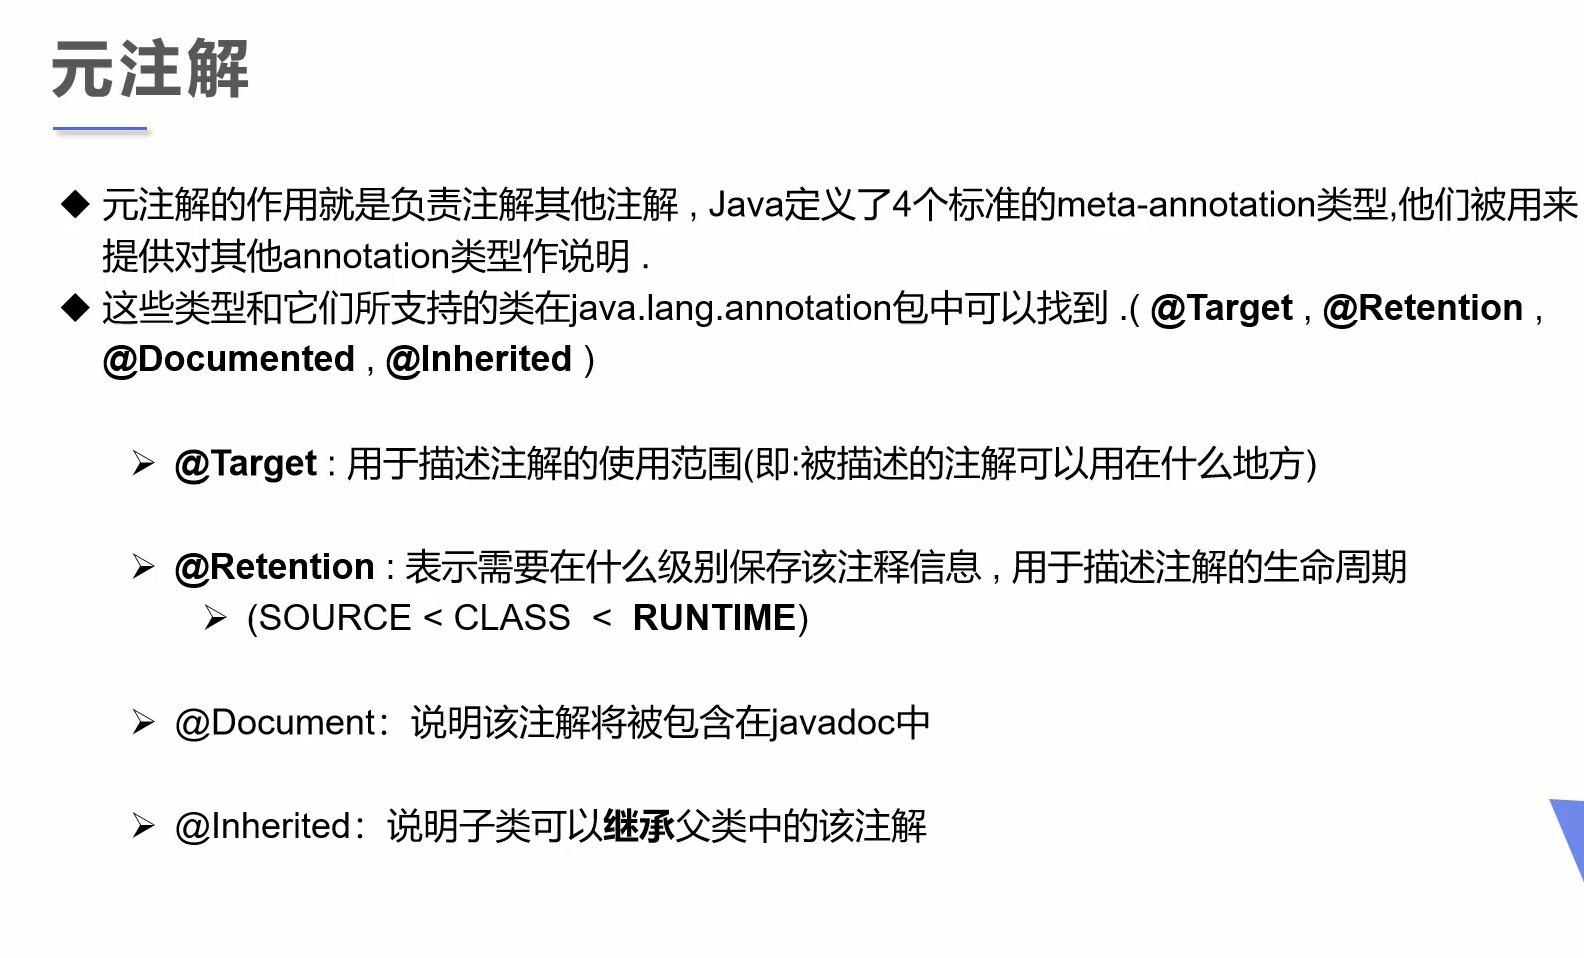 元注解
◆ 元注解的作用就是负责注解其他注解 , Java定义了4个标准的meta-annotation类型,他们被用来
提供对其他annotation类型作说明 .
◆ 这些类型和它们所支持的类在java.lang.annotation包中可以找到 .( @Target , @Retention ,
@Documented , @Inherited )
➢ @Target : 用于描述注解的使用范围(即:被描述的注解可以用在什么地方)
➢ @Retention : 表示需要在什么级别保存该注释信息 , 用于描述注解的生命周期
➢ (SOURCE < CLASS < RUNTIME)
➢ @Document：说明该注解将被包含在javadoc中
➢ @Inherited：说明子类可以继承父类中的该注解